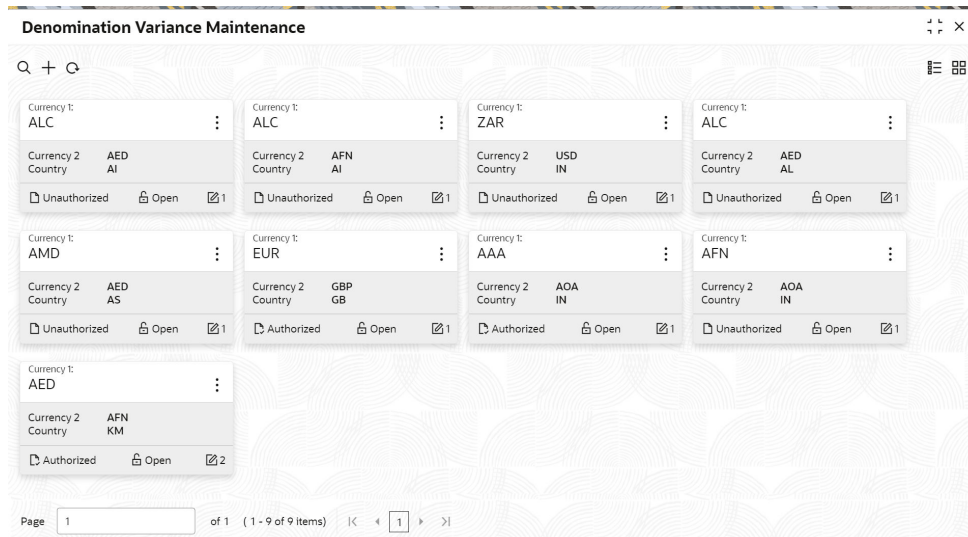 Denomination Variance Maintenance
Currency 1:
ALC
Currency 2 AED
Country AI
Unauthorized Open 1
Currency 1:
ALC
Currency 2 AFN
Country AI
Unauthorized Open 1
Currency 1:
ZAR
Currency 2 USD
Country IN
Unauthorized Open 1
Currency 1:
ALC
Currency 2 AED
Country AL
Unauthorized Open 1
Currency 1:
AMD
Currency 2 AED
Country AS
Unauthorized Open 1
Currency 1:
EUR
Currency 2 GBP
Country GB
Authorized Open 1
Currency 1:
AAA
Currency 2 AOA
Country IN
Authorized Open 1
Currency 1:
AFN
Currency 2 AOA
Country IN
Unauthorized Open 1
Currency 1:
AED
Currency 2 AFN
Country KM
Authorized Open 2
Page 1 of 1 ( 1 - 9 of 9 items) 1